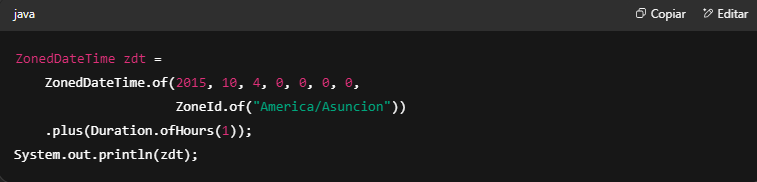 java
Copiar
Editar
ZonedDateTime zdt =
ZonedDateTime.of(2015, 10, 4, 0, 0, 0, 0,
ZoneId.of("America/Asuncion"))
.plus(Duration.ofHours(1));
System.out.println(zdt);